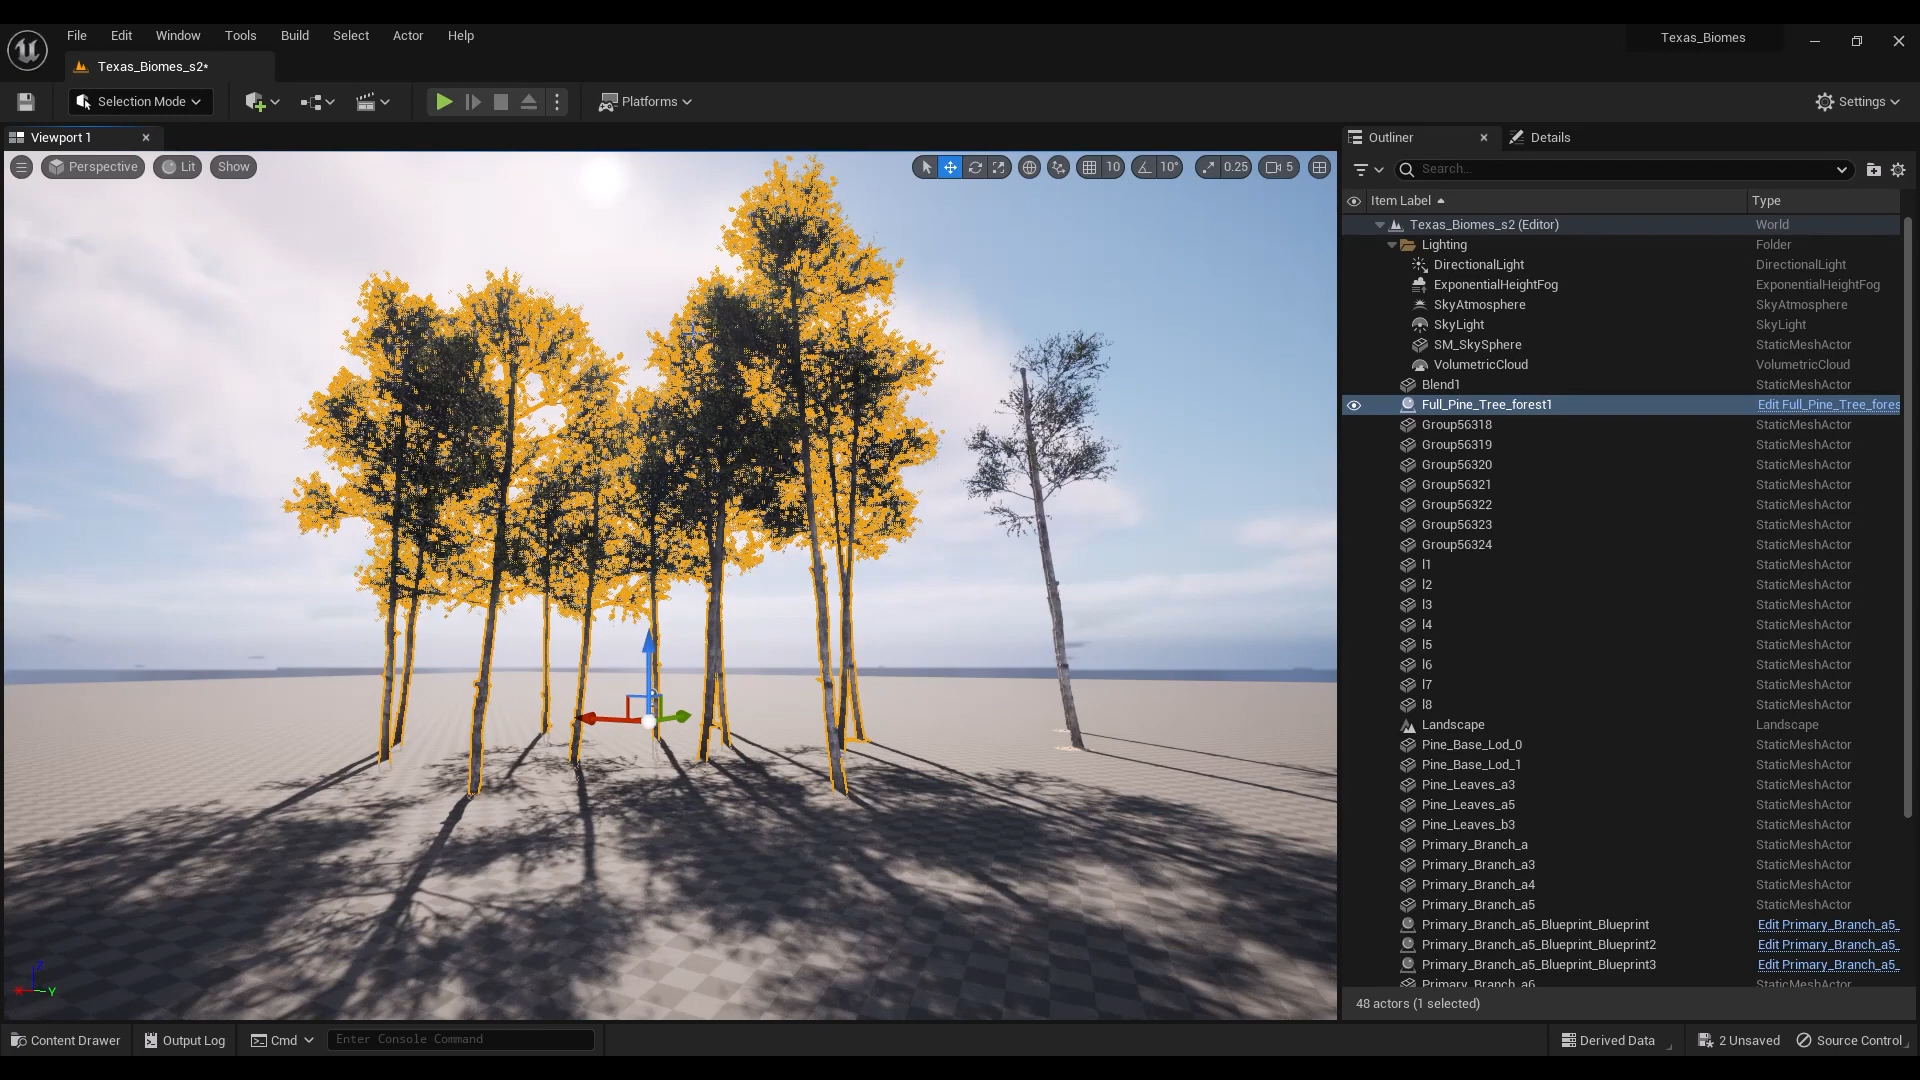 File Edit Window Tools Build Select Actor Help
Texas_Biomes
Texas_Biomes_s2*
Selection Mode
Platforms
Settings
Viewport 1
Outliner
Details
Perspective
Lit
Show
10
10°
0.25
5
Search...
Item Label Type
Texas_Biomes_s2 (Editor) World
Lighting Folder
DirectionalLight DirectionalLight
ExponentialHeightFog ExponentialHeightFog
SkyAtmosphere SkyAtmosphere
SkyLight SkyLight
SM_SkySphere StaticMeshActor
VolumetricCloud VolumetricCloud
Blend1 StaticMeshActor
Full_Pine_Tree_forest1 Edit Full_Pine_Tree_fores
Group56318 StaticMeshActor
Group56319 StaticMeshActor
Group56320 StaticMeshActor
Group56321 StaticMeshActor
Group56322 StaticMeshActor
Group56323 StaticMeshActor
Group56324 StaticMeshActor
l1 StaticMeshActor
l2 StaticMeshActor
l3 StaticMeshActor
l4 StaticMeshActor
l5 StaticMeshActor
l6 StaticMeshActor
l7 StaticMeshActor
l8 StaticMeshActor
Landscape Landscape
Pine_Base_Lod_0 StaticMeshActor
Pine_Base_Lod_1 StaticMeshActor
Pine_Leaves_a3 StaticMeshActor
Pine_Leaves_a5 StaticMeshActor
Pine_Leaves_b3 StaticMeshActor
Primary_Branch_a StaticMeshActor
Primary_Branch_a3 StaticMeshActor
Primary_Branch_a4 StaticMeshActor
Primary_Branch_a5 StaticMeshActor
Primary_Branch_a5_Blueprint_Blueprint Edit Primary_Branch_a5_
Primary_Branch_a5_Blueprint_Blueprint2 Edit Primary_Branch_a5_
Primary_Branch_a5_Blueprint_Blueprint3 Edit Primary_Branch_a5_
Primary_Branch_a6 StaticMeshActor
48 actors (1 selected)
Z
X
Y
Content Drawer
Output Log
Cmd
Enter Console Command
Derived Data
2 Unsaved
Source Control